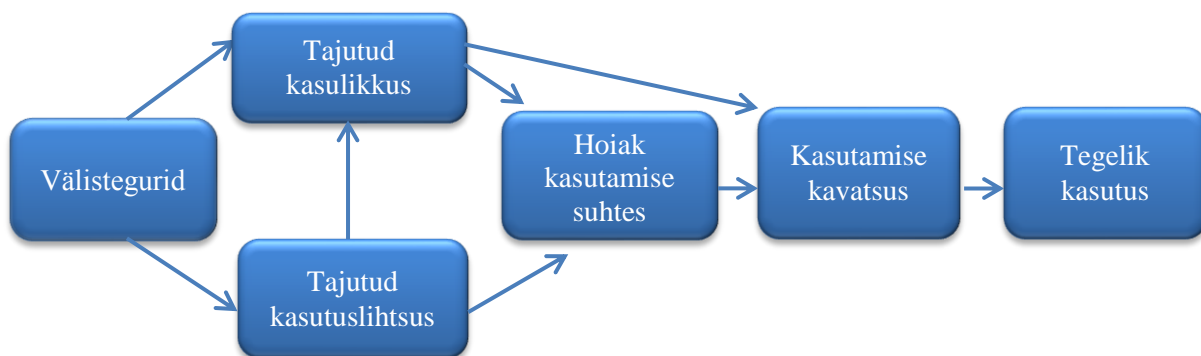 Välistegurid
Tajutud
kasulikkus
Tajutud
kasutuslihtsus
Hoiak
kasutamise
suhtes
Kasutamise
kavatsus
Tegelik
kasutus